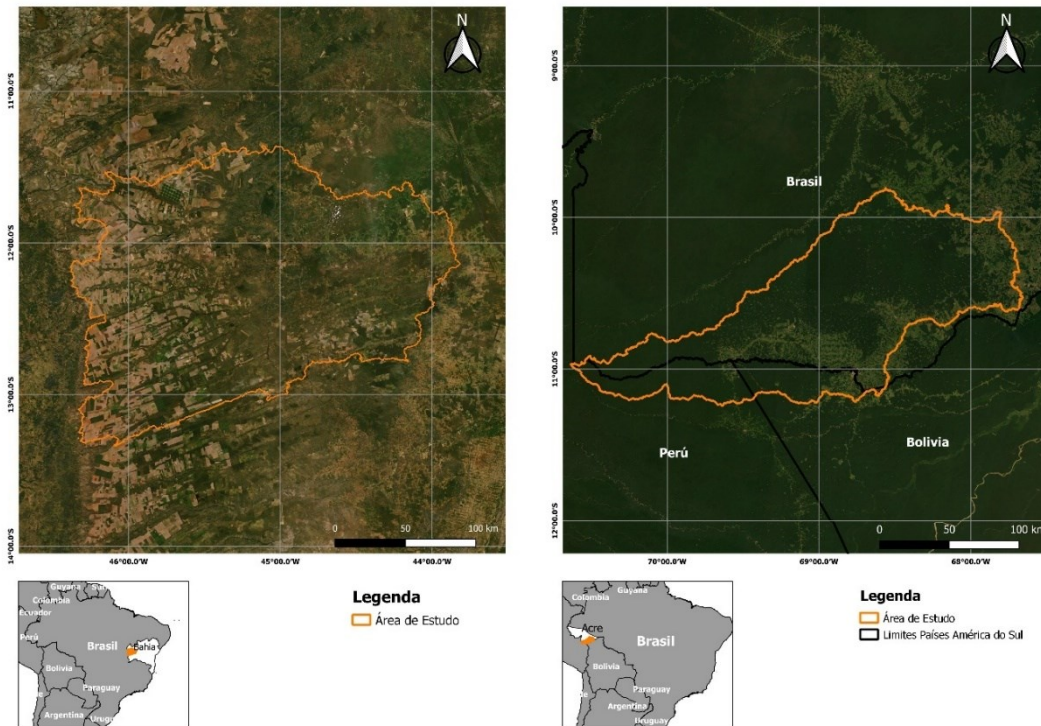 N
11°00.0'S
12°00.0'S
13°00.0'S
14°00.0'S
0 50 100 km
46°00.0'W 45°00.0'W 44°00.0'W
Guyana
Colombia
Ecuador
Perú
Brasil
Bahia
Bolivia
Paraguay
Argentina
Legenda
Área de Estudo
N
9°00.0'S
Brasil
10°00.0'S
11°00.0'S
Perú
Bolivia
12°00.0'S
0 50 100 km
70°00.0'W 69°00.0'W 68°00.0'W
Guyana
Colombia
Acre
Brasil
Bolivia
Paraguay
Argentina
Uruguay
Legenda
Área de Estudo
Limites Países América do Sul